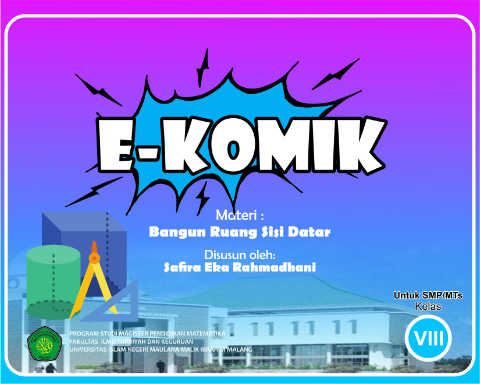 E-KOMIK
Materi :
Bangun Ruang Sisi Datar
Disusun oleh:
Safira Eka Rahmadhani
Untuk SMP/MTs
Kelas
VIII
PROGRAM STUDI MAGISTER PENDIDIKAN MATEMATIKA
FAKULTAS ILMU TARBIYAH DAN KEGURUAN
UNIVERSITAS ISLAM NEGERI MAULANA MALIK IBRAHIM MALANG